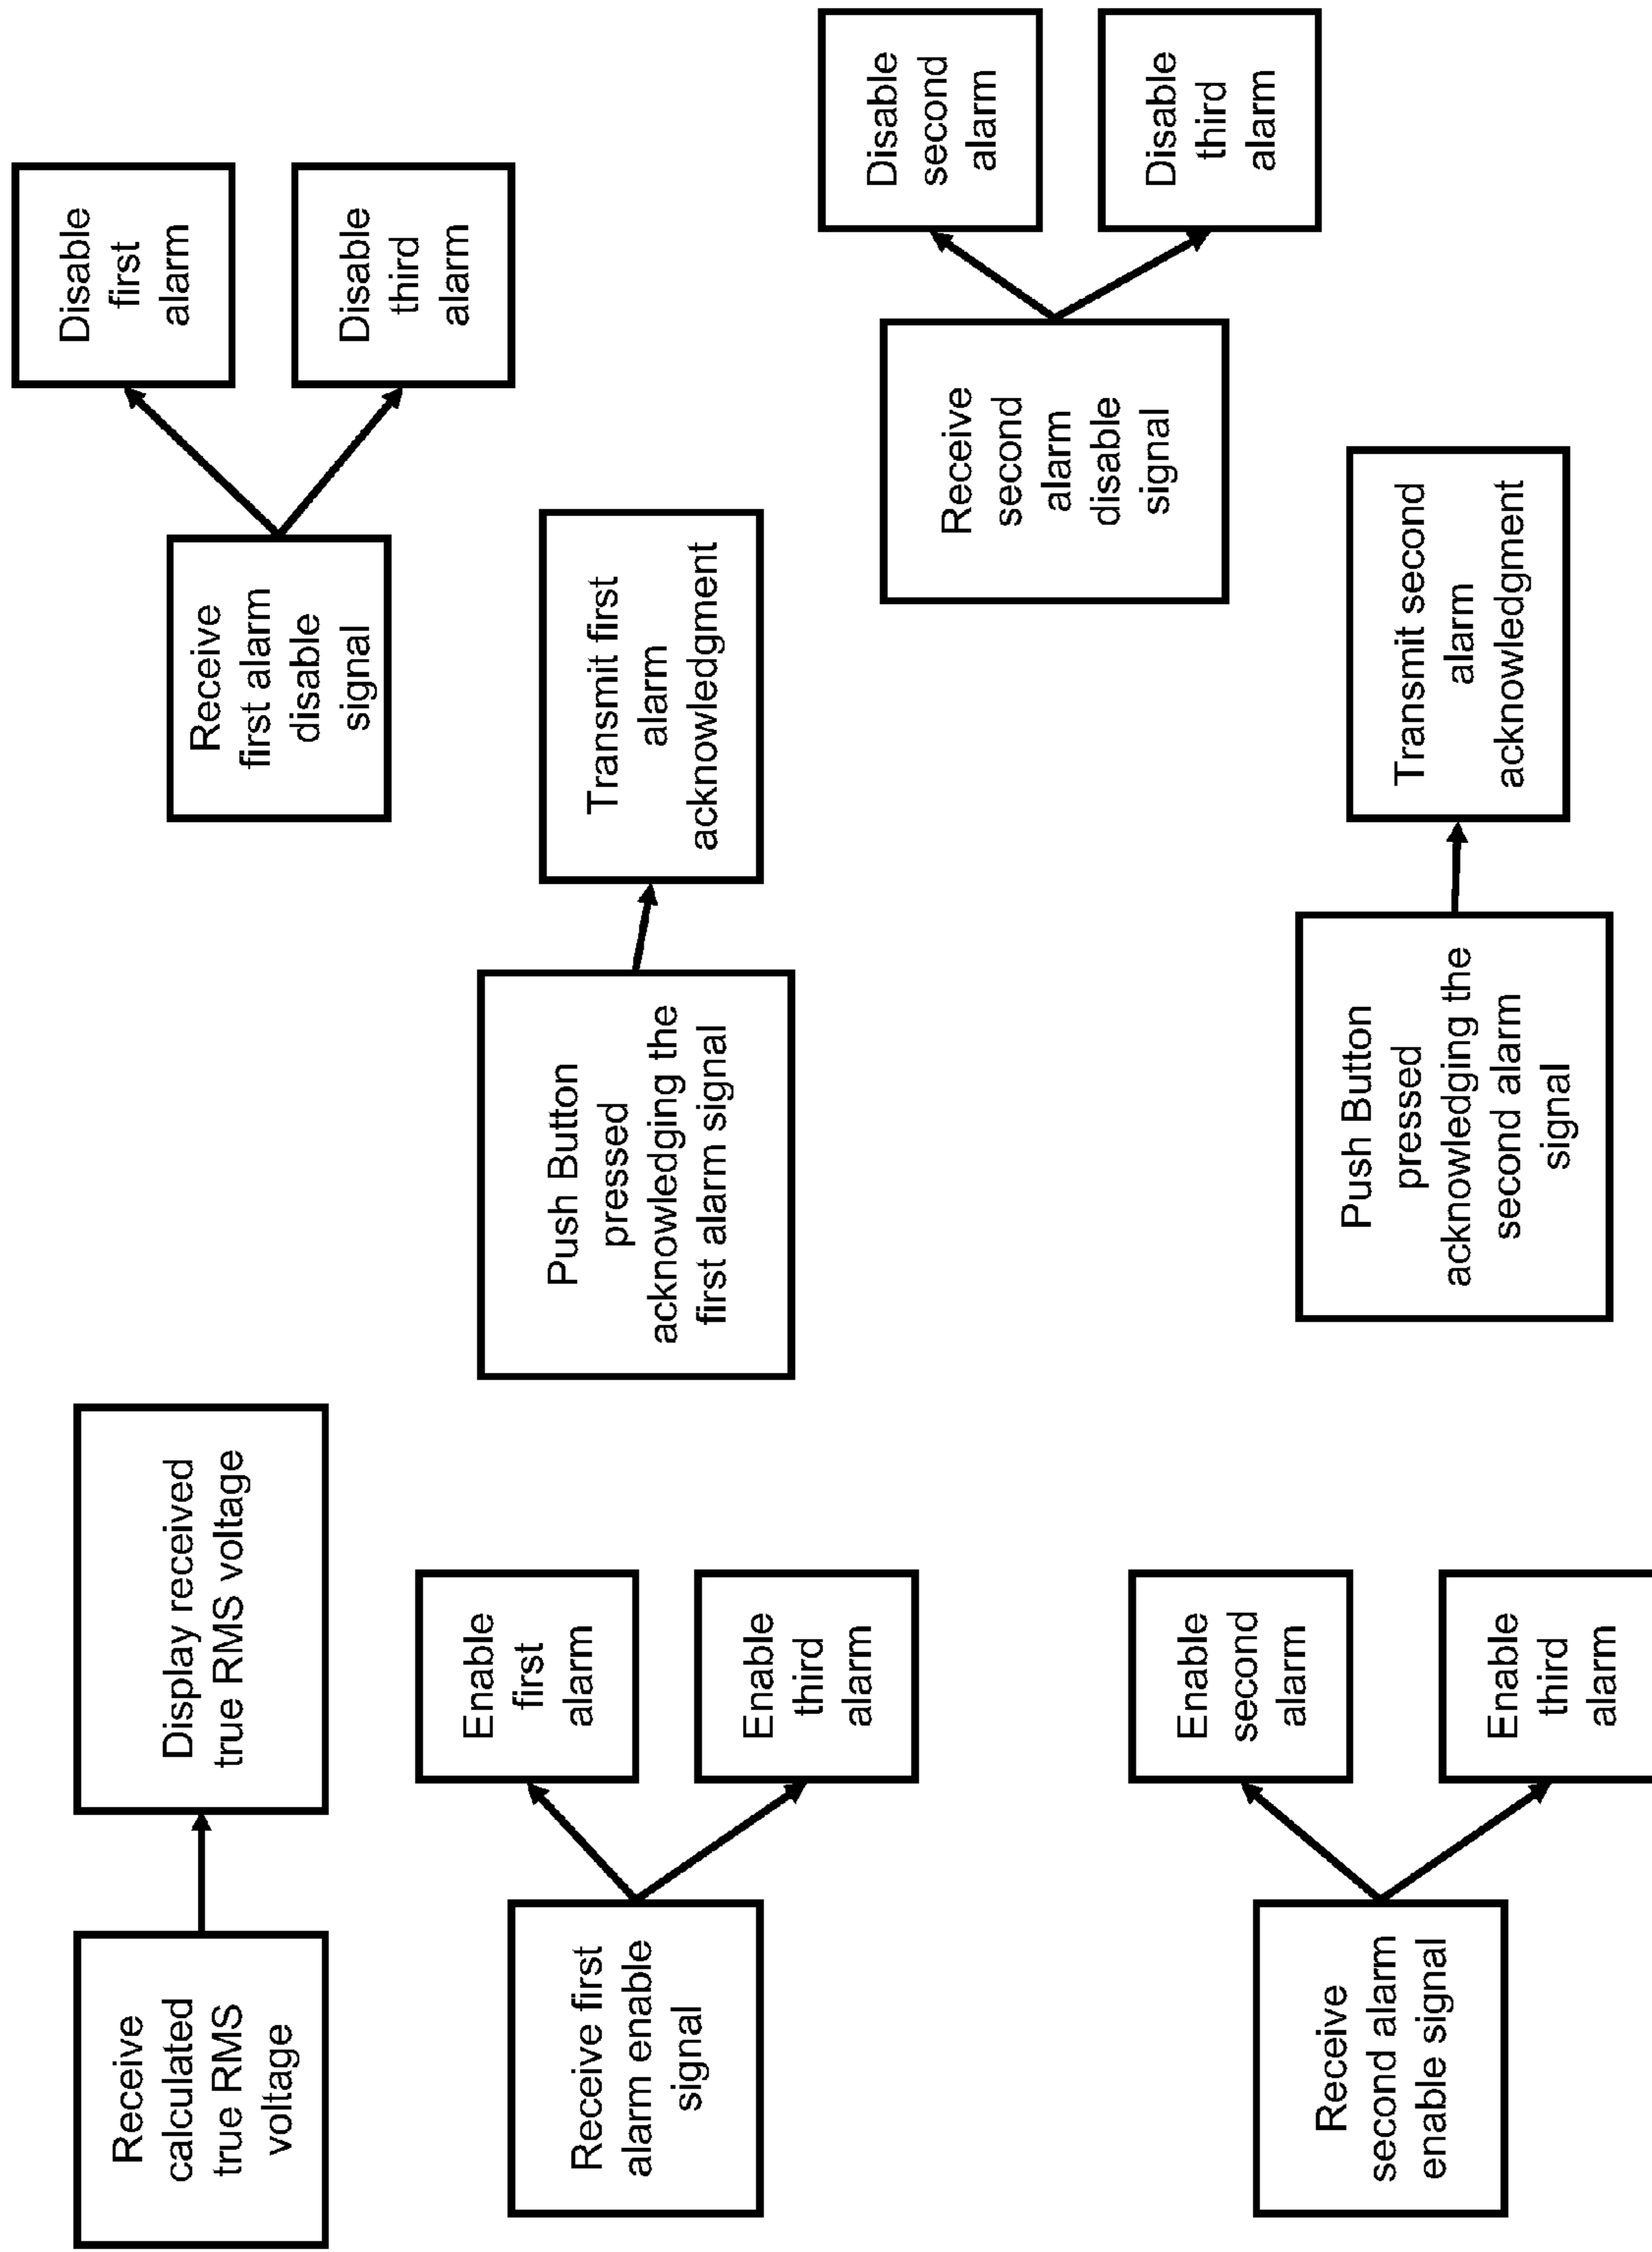 Receive
calculated
true RMS
voltage
Display received
true RMS voltage
Receive
first alarm
disable
signal
Disable
first
alarm
Disable
third
alarm
Receive first
alarm enable
signal
Enable
first
alarm
Enable
third
alarm
Push Button
pressed
acknowledging the
first alarm signal
Transmit first
alarm
acknowledgment
Receive
second
alarm
disable
signal
Disable
second
alarm
Disable
third
alarm
Receive
second alarm
enable signal
Enable
second
alarm
Enable
third
alarm
Push Button
pressed
acknowledging the
second alarm
signal
Transmit second
alarm
acknowledgment